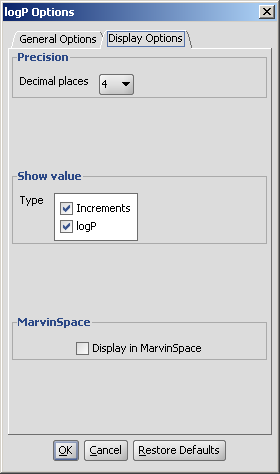 logP Options
General Options Display Options
Precision
Decimal places 4
Show value
Type
Increments
logP
MarvinSpace
Display in MarvinSpace
OK Cancel Restore Defaults